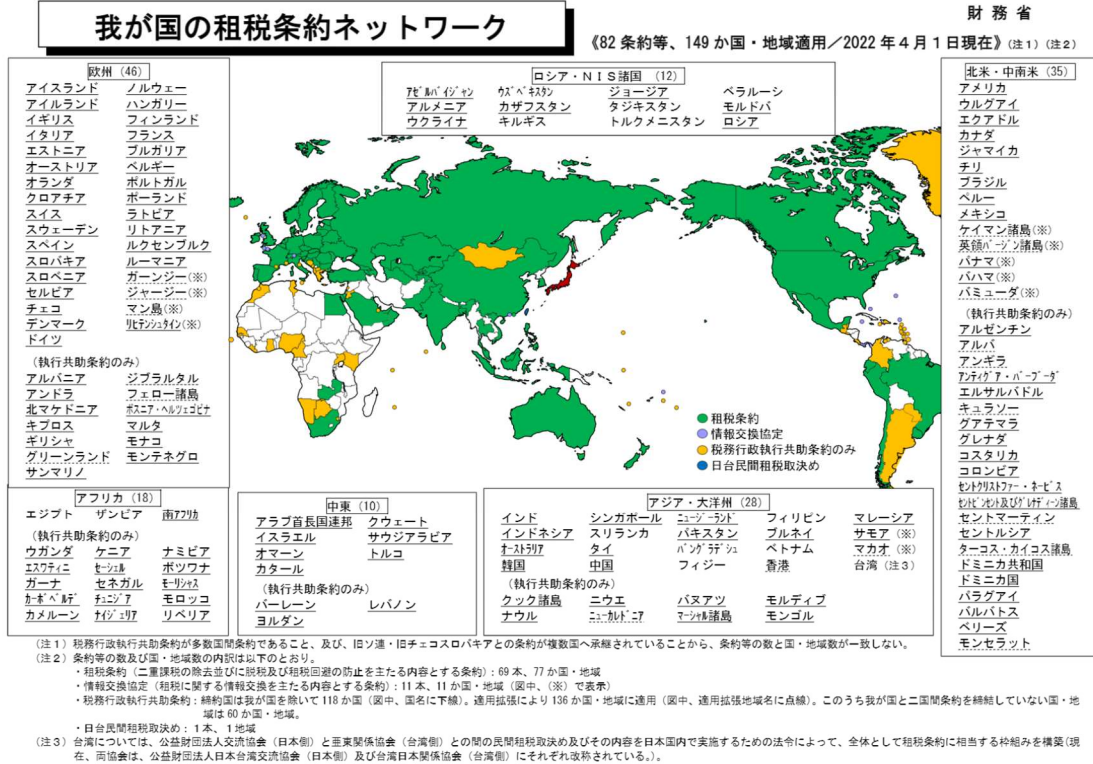 我が国の租税条約ネットワーク
財務省
《82条約等、149か国・地域適用／2022年4月1日現在》(注1)(注2)
欧州（46）
アイスランド ノルウェー
アイルランド ハンガリー
イギリス フィンランド
イタリア フランス
エストニア ブルガリア
オーストリア ベルギー
オランダ ポルトガル
クロアチア ポーランド
スイス ラトビア
スウェーデン リトアニア
スペイン ルクセンブルク
スロバキア ルーマニア
スロベニア ガーンジー(※)
セルビア ジャージー(※)
チェコ マン島(※)
デンマーク リヒテンシュタイン(※)
ドイツ
（執行共助条約のみ）
アルバニア ジブラルタル
アンドラ フェロー諸島
北マケドニア ボスニア・ヘルツェゴビナ
キプロス マルタ
ギリシャ モナコ
グリーンランド モンテネグロ
サンマリノ
ロシア・ＮＩＳ諸国（12）
アゼルバイジャン ウズベキスタン ジョージア ベラルーシ
アルメニア カザフスタン タジキスタン モルドバ
ウクライナ キルギス トルクメニスタン ロシア
北米・中南米（35）
アメリカ
ウルグアイ
エクアドル
カナダ
ジャマイカ
チリ
ブラジル
ペルー
メキシコ
ケイマン諸島(※)
英領バージン諸島(※)
パナマ(※)
バハマ(※)
バミューダ(※)
（執行共助条約のみ）
アルゼンチン
アルバ
アンギラ
アンティグア・バーブーダ
エルサルバドル
キュラソー
グアテマラ
グレナダ
コスタリカ
コロンビア
セントクリストファー・ネービス
セントビンセント及びグレナディーン諸島
セントマーティン
セントルシア
タークス・カイコス諸島
ドミニカ共和国
ドミニカ国
パラグアイ
バルバトス
ベリーズ
モンセラット
租税条約
情報交換協定
税務行政執行共助条約のみ
日台民間租税取決め
アフリカ（18）
エジプト ザンビア 南アフリカ
（執行共助条約のみ）
ウガンダ ケニア ナミビア
エスワティニ セーシェル ボツワナ
ガーナ セネガル モーリシャス
カーボベルデ チュニジア モロッコ
カメルーン ナイジェリア リベリア
中東（10）
アラブ首長国連邦 クウェート
イスラエル サウジアラビア
オマーン トルコ
カタール
（執行共助条約のみ）
バーレーン レバノン
ヨルダン
アジア・大洋州（28）
インド シンガポール ニュージーランド フィリピン マレーシア
インドネシア スリランカ パキスタン ブルネイ サモア(※)
オーストラリア タイ バングラデシュ ベトナム マカオ(※)
韓国 中国 フィジー 香港 台湾（注3）
（執行共助条約のみ）
クック諸島 ニウエ バヌアツ モルディブ
ナウル ニューカレドニア マーシャル諸島 モンゴル
（注1）税務行政執行共助条約が多数国間条約であること、及び、旧ソ連・旧チェコスロバキアとの条約が複数国へ承継されていることから、条約等の数と国・地域数が一致しない。
（注2）条約等の数及び国・地域数の内訳は以下のとおり。
・租税条約（二重課税の除去並びに脱税及び租税回避の防止を主たる内容とする条約）：69本、77か国・地域
・情報交換協定（租税に関する情報交換を主たる内容とする条約）：11本、11か国・地域（図中、(※)で表示）
・税務行政執行共助条約：締約国は我が国を除いて118か国（図中、国名に下線）。適用拡張により136か国・地域に適用（図中、適用拡張地域名に点線）。このうち我が国と二国間条約を締結していない国・地
域は60か国・地域。
・日台民間租税取決め：1本、1地域
（注3）台湾については、公益財団法人交流協会（日本側）と亜東関係協会（台湾側）との間の民間租税取決め及びその内容を日本国内で実施するための法令によって、全体として租税条約に相当する枠組みを構築(現
在、両協会は、公益財団法人日本台湾交流協会（日本側）及び台湾日本関係協会（台湾側）にそれぞれ改称されている。)。